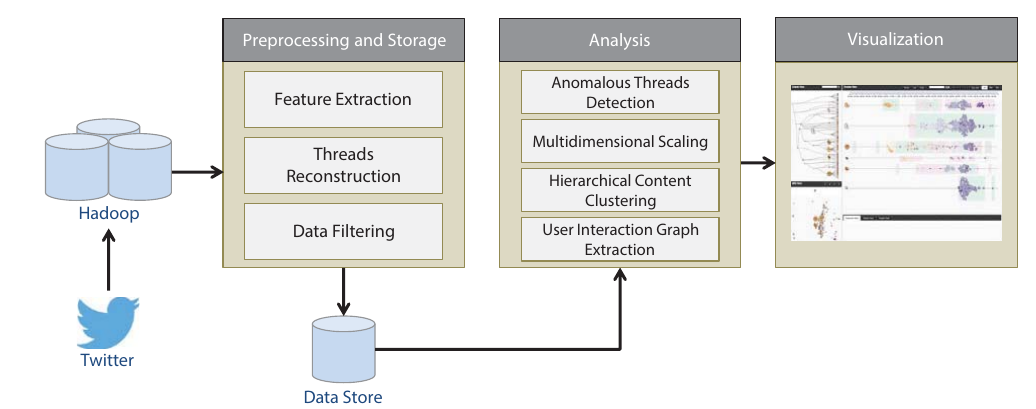 Preprocessing and Storage
Feature Extraction
Threads
Reconstruction
Data Filtering
Analysis
Anomalous Threads
Detection
Multidimensional Scaling
Hierarchical Content
Clustering
User Interaction Graph
Extraction
Visualization
Hadoop
Twitter
Data Store